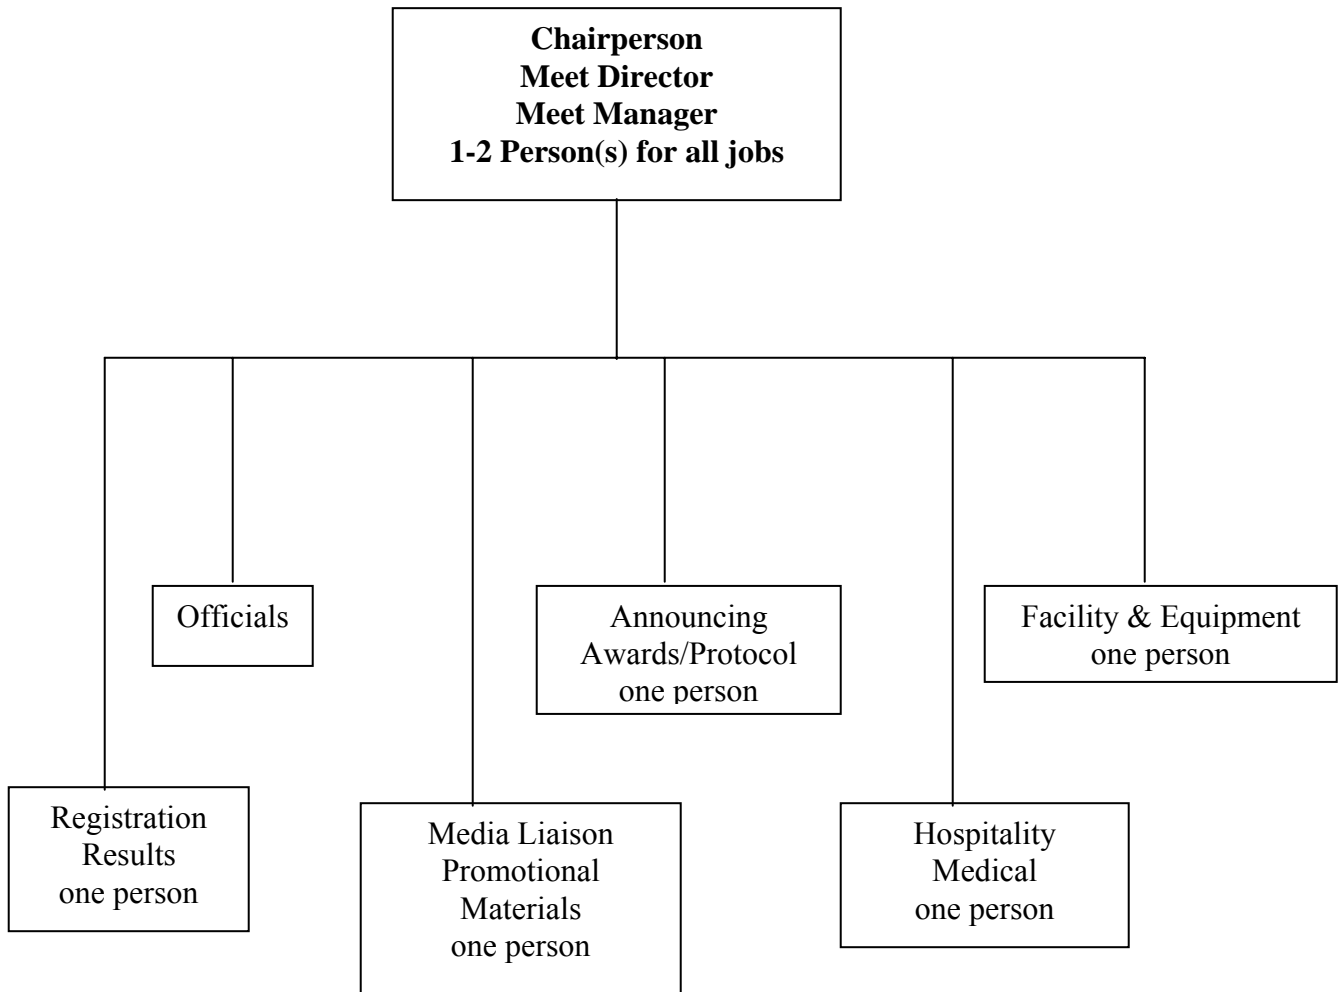 Chairperson
Meet Director
Meet Manager
1-2 Person(s) for all jobs
Officials
Announcing
Awards/Protocol
one person
Facility & Equipment
one person
Registration
Results
one person
Media Liaison
Promotional
Materials
one person
Hospitality
Medical
one person